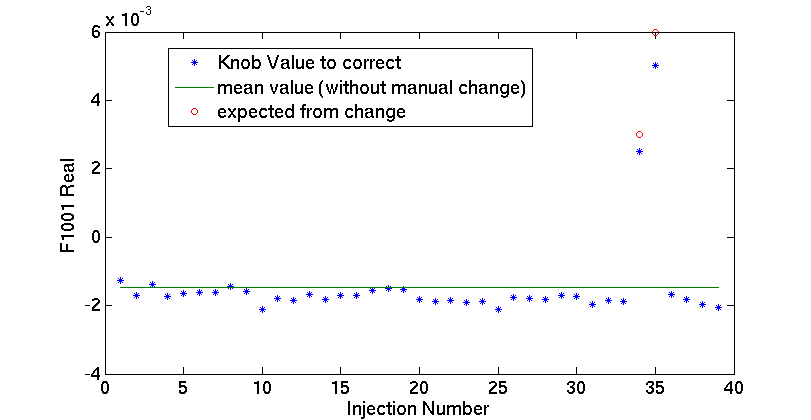 x 10⁻³
6
4
2
0
-2
-4
F1001 Real
Knob Value to correct
mean value (without manual change)
expected from change
0 5 10 15 20 25 30 35 40
Injection Number